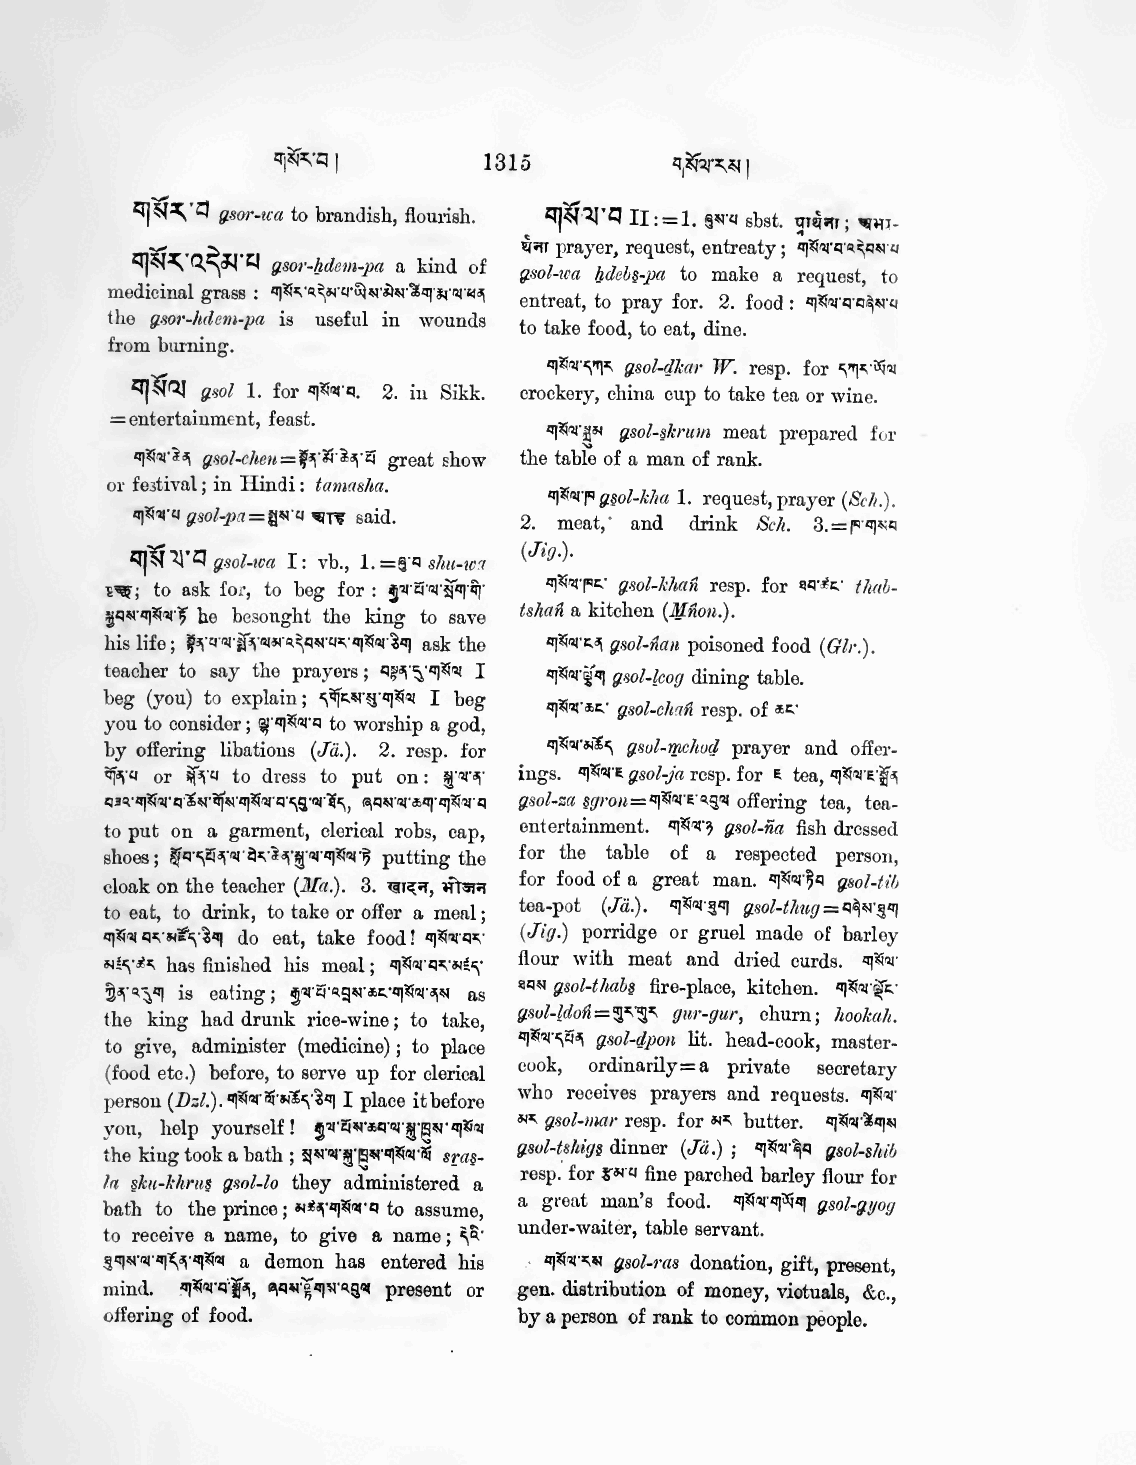 གསོར་བ།
1315
གསོལ་རས།
གསོར་བ gsor-wa to brandish, flourish.
གསོར་འདེམ་པ gsor-ḥdem-pa a kind of
medicinal grass : གསོར་འདེམ་པ་ཡིས་མེས་ཚིག་རྨ་ལ་ཕན
the gsor-hdem-pa is useful in wounds
from burning.
གསོལ gsol 1. for གསོལ་བ. 2. in Sikk.
=entertainment, feast.
གསོལ་ཆེན gsol-chen=སྟོན་མོ་ཆེན་པོ great show
or festival; in Hindi: tamasha.
གསོལ་པ gsol-pa=སྨྲས་པ आह said.
གསོལ་བ gsol-wa I: vb., 1.=ཞུ་བ shu-wa
to ask for, to beg for : རྒྱལ་པོ་ལ་སྲོག་གི་
སྐྱབས་གསོལ་ཏེ he besought the king to save
his life; སྟོན་པ་ལ་སྨོན་ལམ་འདེབས་པར་གསོལ་ཅིག ask the
teacher to say the prayers; བསྟན་དུ་གསོལ I
beg (you) to explain; དགོངས་སུ་གསོལ I beg
you to consider; ལྷ་གསོལ་བ to worship a god,
by offering libations (Jä.). 2. resp. for
གོན་པ or སྐོན་པ to dress to put on: སྐུ་ལ་ན་
བཟའ་གསོལ་བ་ཆོས་གོས་གསོལ་བ་དབུ་ལ་ཐོད, ཞབས་ལ་ཆག་གསོལ་བ
to put on a garment, clerical robs, cap,
shoes; སློབ་དཔོན་ལ་བེར་ཆེན་སྐུ་ལ་གསོལ་ཏེ putting the
cloak on the teacher (Ma.). 3. खादन, भोजन
to eat, to drink, to take or offer a meal;
གསོལ་བར་མཛོད་ཅིག do eat, take food! གསོལ་བར་
མཛད་ཚར has finished his meal; གསོལ་བར་མཛད་
ཀྱིན་འདུག is eating; རྒྱལ་པོ་འབྲས་ཆང་གསོལ་ནས as
the king had drunk rice-wine; to take,
to give, administer (medicine); to place
(food etc.) before, to serve up for clerical
person (Dzl.). གསོལ་ལོ་མཆོད་ཅིག I place it before
you, help yourself! རྒྱལ་པོས་ཆབ་ལ་སྐུ་ཁྲུས་གསོལ
the king took a bath; སྲས་ལ་སྐུ་ཁྲུས་གསོལ་ལོ sras̱-
la s̱ku-khrus̱ gsol-lo they administered a
bath to the prince; མཚན་གསོལ་བ to assume,
to receive a name, to give a name; དེའི་
ཐུགས་ལ་གདོན་གསོལ a demon has entered his
mind. གསོལ་བ་སྨོན, ཞབས་ཏོགས་འབུལ present or
offering of food.
གསོལ་བ II:=1. ཞུས་པ sbst. प्रार्थना; अभ्य-
र्थना prayer, request, entreaty; གསོལ་བ་འདེབས་པ
gsol-wa ḥdebs̱-pa to make a request, to
entreat, to pray for. 2. food: གསོལ་བ་བཞེས་པ
to take food, to eat, dine.
གསོལ་དཀར gsol-ḏkar W. resp. for དཀར་ཡོལ
crockery, china cup to take tea or wine.
གསོལ་སྐྲུམ gsol-s̱krum meat prepared for
the table of a man of rank.
གསོལ་ཁ gs̱ol-kha 1. request, prayer (Sch.).
2. meat, and drink Sch. 3.=ཁ་གསབ
(Jig.).
གསོལ་ཁང་ gsol-khaṅ resp. for ཐབ་ཚང་ thab-
tshaṅ a kitchen (Mṅon.).
གསོལ་ངན gsol-ṅan poisoned food (Glr.).
གསོལ་ལྕོག gsol-ḻcog dining table.
གསོལ་ཆང་ gsol-chaṅ resp. of ཆང་
གསོལ་མཆོད gsol-m̱choḏ prayer and offer-
ings. གསོལ་ཇ gsol-ja resp. for ཇ tea, གསོལ་ཇ་སྒྲོན
gsol-za s̱gron=གསོལ་ཇ་འབུལ offering tea, tea-
entertainment. གསོལ་ཉ gsol-ña fish dressed
for the table of a respected person,
for food of a great man. གསོལ་ཏིབ gsol-tib
tea-pot (Jä.). གསོལ་ཐུག gsol-thug=བཞེས་ཐུག
(Jig.) porridge or gruel made of barley
flour with meat and dried curds. གསོལ་
ཐབས gsol-thabs̱ fire-place, kitchen. གསོལ་ལྡོང་
gsol-ḻdoṅ=གུར་གུར gur-gur, churn; hookah.
གསོལ་དཔོན gsol-ḏpon lit. head-cook, master-
cook, ordinarily=a private secretary
who receives prayers and requests. གསོལ་
མར gsol-mar resp. for མར butter. གསོལ་ཚིགས
gsol-tshigs̱ dinner (Jä.); གསོལ་ཞིབ gsol-shib
resp. for རྩམ་པ fine parched barley flour for
a great man's food. གསོལ་གཡོག gsol-gyog
under-waiter, table servant.
གསོལ་རས gsol-ras donation, gift, present,
gen. distribution of money, victuals, &c.,
by a person of rank to common people.